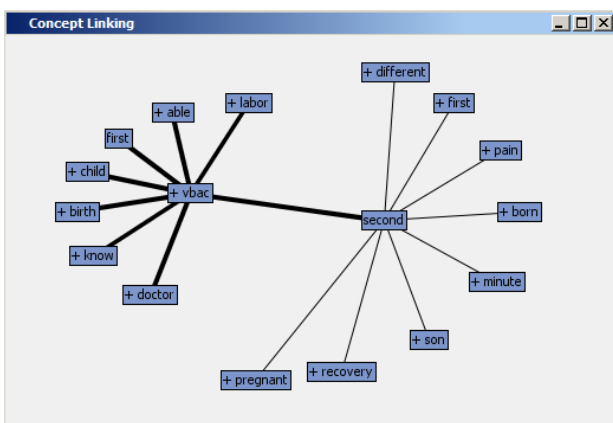 Concept Linking
+ different
+ labor
+ first
+ able
first
+ pain
+ child
+ vbac
+ birth
+ born
second
+ know
+ minute
+ doctor
+ son
+ recovery
+ pregnant